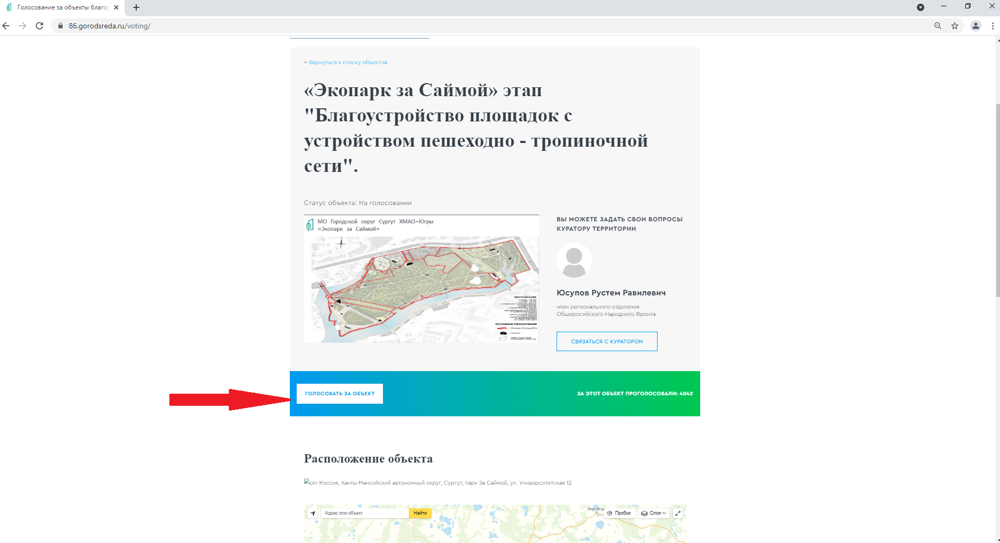 Голосование за объекты благоу
86.gorodsreda.ru/voting/
← Вернуться к списку объектов
«Экопарк за Саймой» этап
"Благоустройство площадок с
устройством пешеходно - тропиночной
сети".
Статус объекта: На голосовании
МО Городской округ Сургут ХМАО-Югры
«Экопарк за Саймой»
ЭКСПЛИКАЦИЯ
УСЛОВНЫЕ ОБОЗНАЧЕНИЯ
ВЫ МОЖЕТЕ ЗАДАТЬ СВОИ ВОПРОСЫ
КУРАТОРУ ТЕРРИТОРИИ
Юсупов Рустем Равилевич
член регионального отделения
Общеросийского Народного Фронта
СВЯЗАТЬСЯ С КУРАТОРОМ
ГОЛОСОВАТЬ ЗА ОБЪЕКТ
ЗА ЭТОТ ОБЪЕКТ ПРОГОЛОСОВАЛИ: 4042
Расположение объекта
pin Россия, Ханты-Мансийский автономный округ, Сургут, парк За Саймой, ул. Университетская 12
Адрес или объект
Найти
Ульт-Ягун
Пробки
Слои